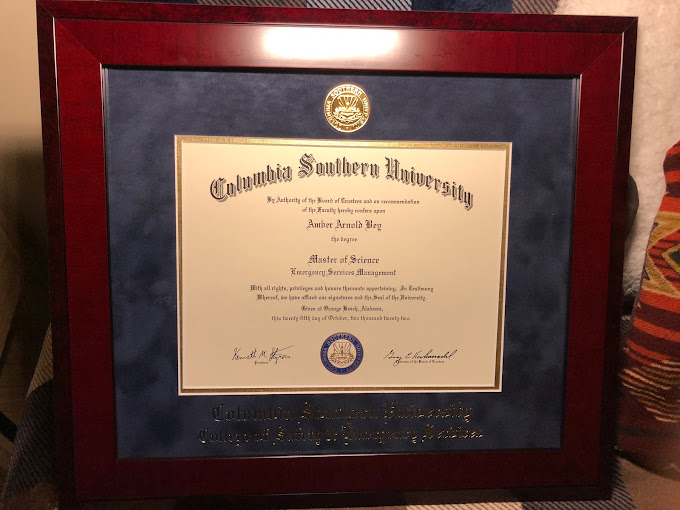 Columbia Southern University
By Authority of the Board of Trustees and on recommendation
of the Faculty hereby confers upon
Amber Arnold Bey
the degree
Master of Science
Emergency Services Management
With all rights, privileges and honors thereunto appertaining. In Testimony
Whereof, we have affixed our signatures and the Seal of the University.
Given at Orange Beach, Alabama,
this twenty fifth day of October, two thousand twenty-two.
President
Chairman of the Board of Trustees
Columbia Southern University
College of Safety & Emergency Services